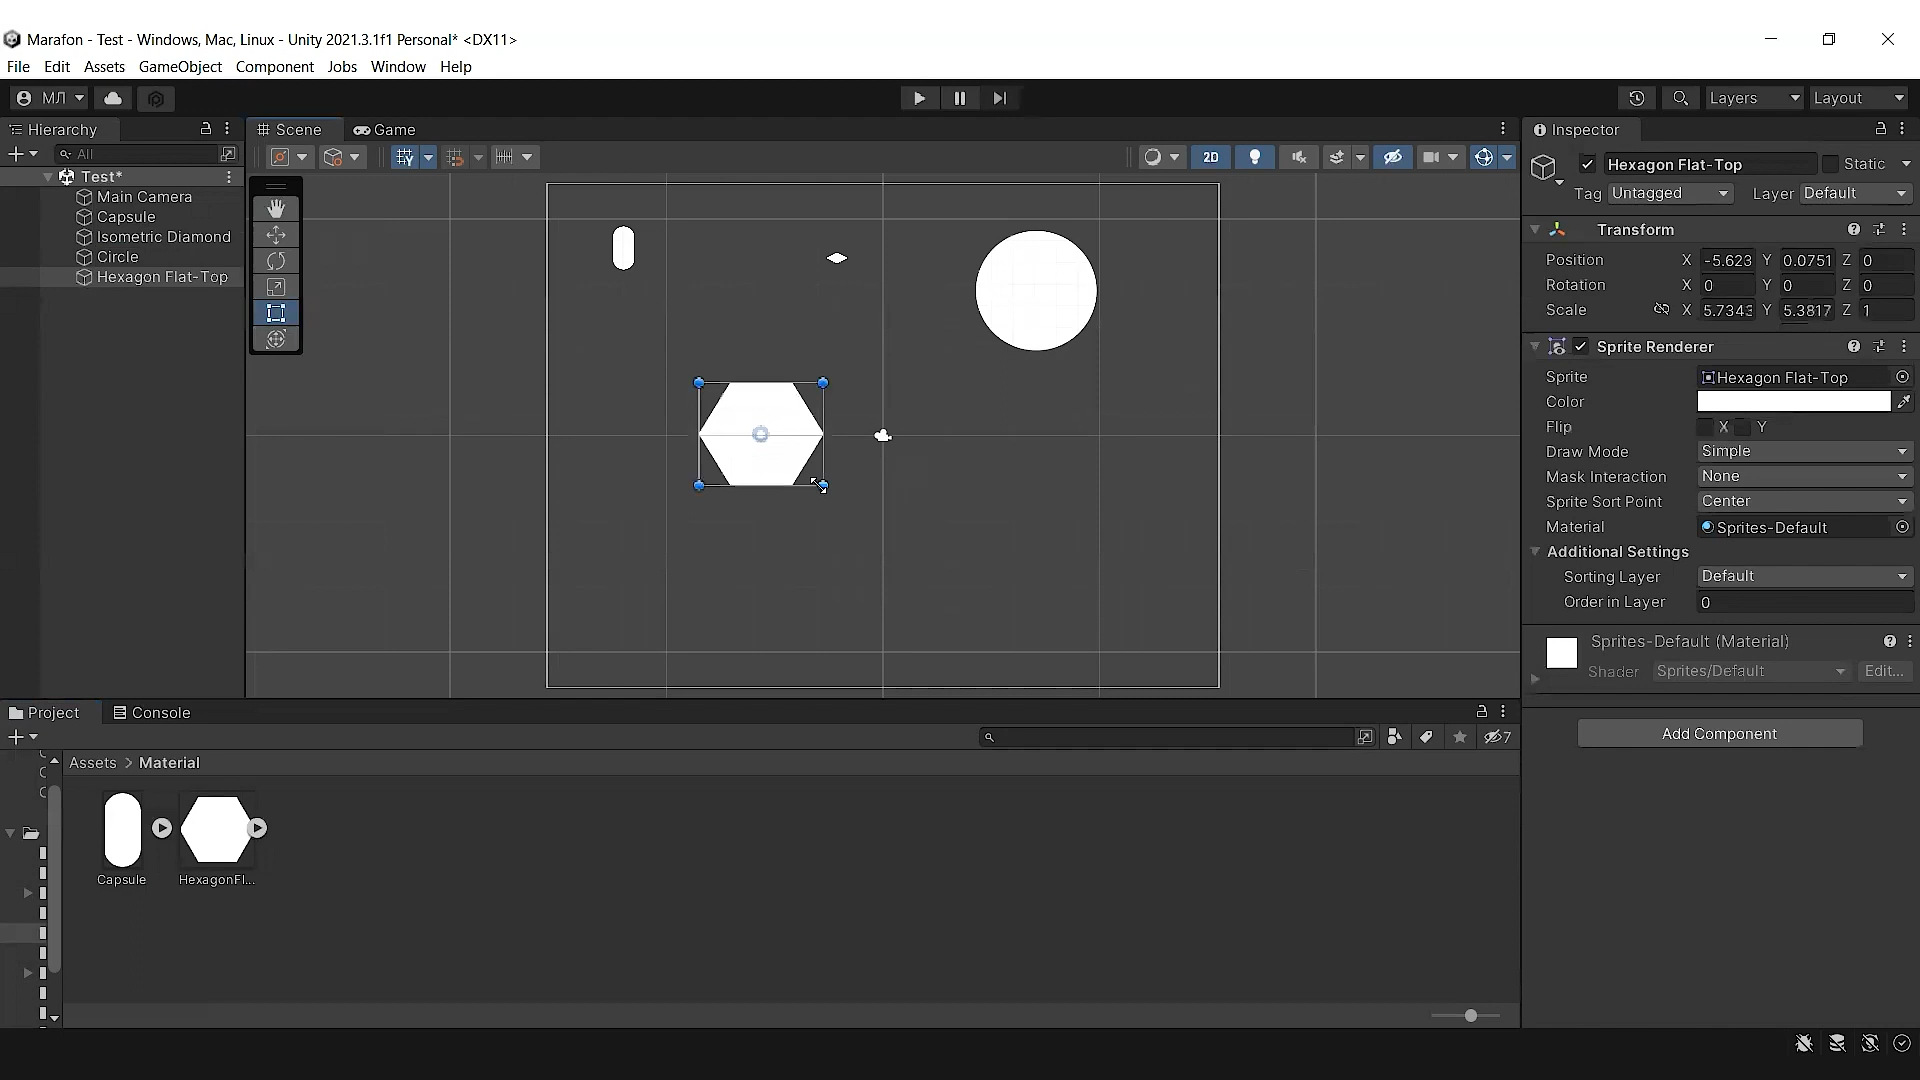 Marafon - Test - Windows, Mac, Linux - Unity 2021.3.1f1 Personal* <DX11>
File Edit Assets GameObject Component Jobs Window Help
МЛ
Layers Layout
Hierarchy
Scene Game
Inspector
All
2D
Hexagon Flat-Top Static
Test*
Tag Untagged Layer Default
Main Camera
Capsule
Isometric Diamond
Circle
Hexagon Flat-Top
Transform
Position X -5.623 Y 0.0751 Z 0
Rotation X 0 Y 0 Z 0
Scale X 5.7343 Y 5.3817 Z 1
Sprite Renderer
Sprite Hexagon Flat-Top
Color
Flip X Y
Draw Mode Simple
Mask Interaction None
Sprite Sort Point Center
Material Sprites-Default
Additional Settings
Sorting Layer Default
Order in Layer 0
Sprites-Default (Material)
Shader Sprites/Default Edit...
Add Component
Project Console
7
Assets > Material
Capsule HexagonFl...